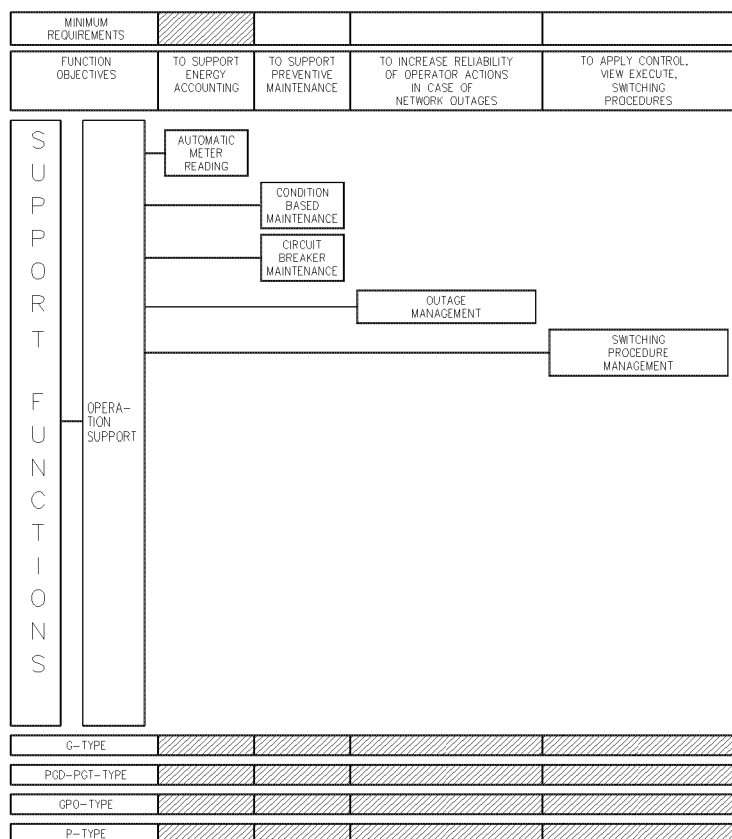 MINIMUM
REQUIREMENTS
FUNCTION
OBJECTIVES
TO SUPPORT
ENERGY
ACCOUNTING
TO SUPPORT
PREVENTIVE
MAINTENANCE
TO INCREASE RELIABILITY
OF OPERATOR ACTIONS
IN CASE OF
NETWORK OUTAGES
TO APPLY CONTROL,
VIEW EXECUTE,
SWITCHING
PROCEDURES
SUPPORT FUNCTIONS
OPERA-
TION
SUPPORT
AUTOMATIC
METER
READING
CONDITION
BASED
MAINTENANCE
CIRCUIT
BREAKER
MAINTENANCE
OUTAGE
MANAGEMENT
SWITCHING
PROCEDURE
MANAGEMENT
G-TYPE
PGD-PGT-TYPE
GPO-TYPE
P-TYPE